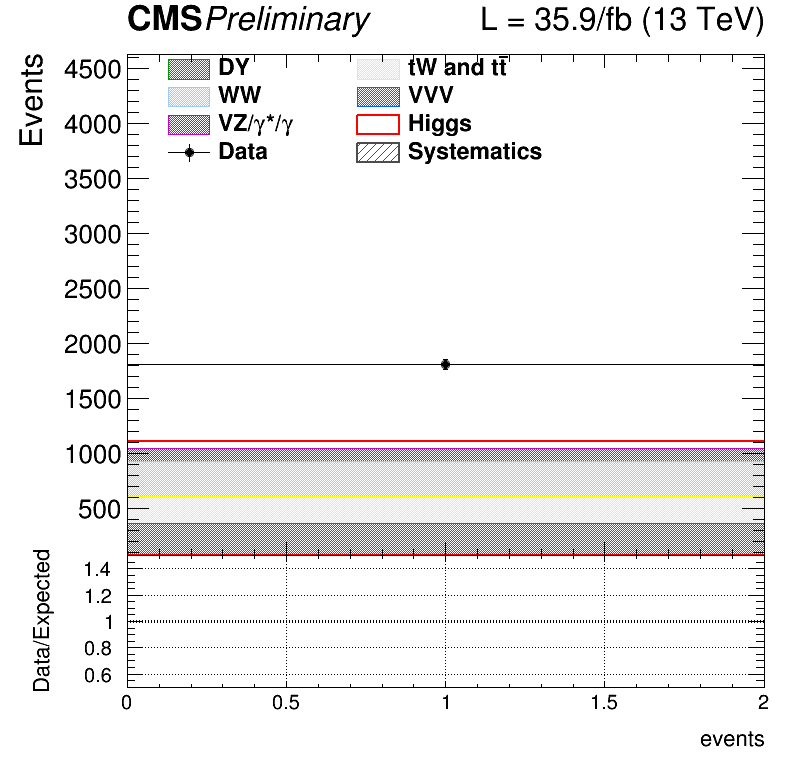 CMS Preliminary L = 35.9/fb (13 TeV)
Events
4500
4000
3500
3000
2500
2000
1500
1000
500
DY
tW and tt̅
WW
VVV
VZ/γ*/γ
Higgs
Data
Systematics
Data/Expected
1.4
1.2
1
0.8
0.6
0 0.5 1 1.5 2
events